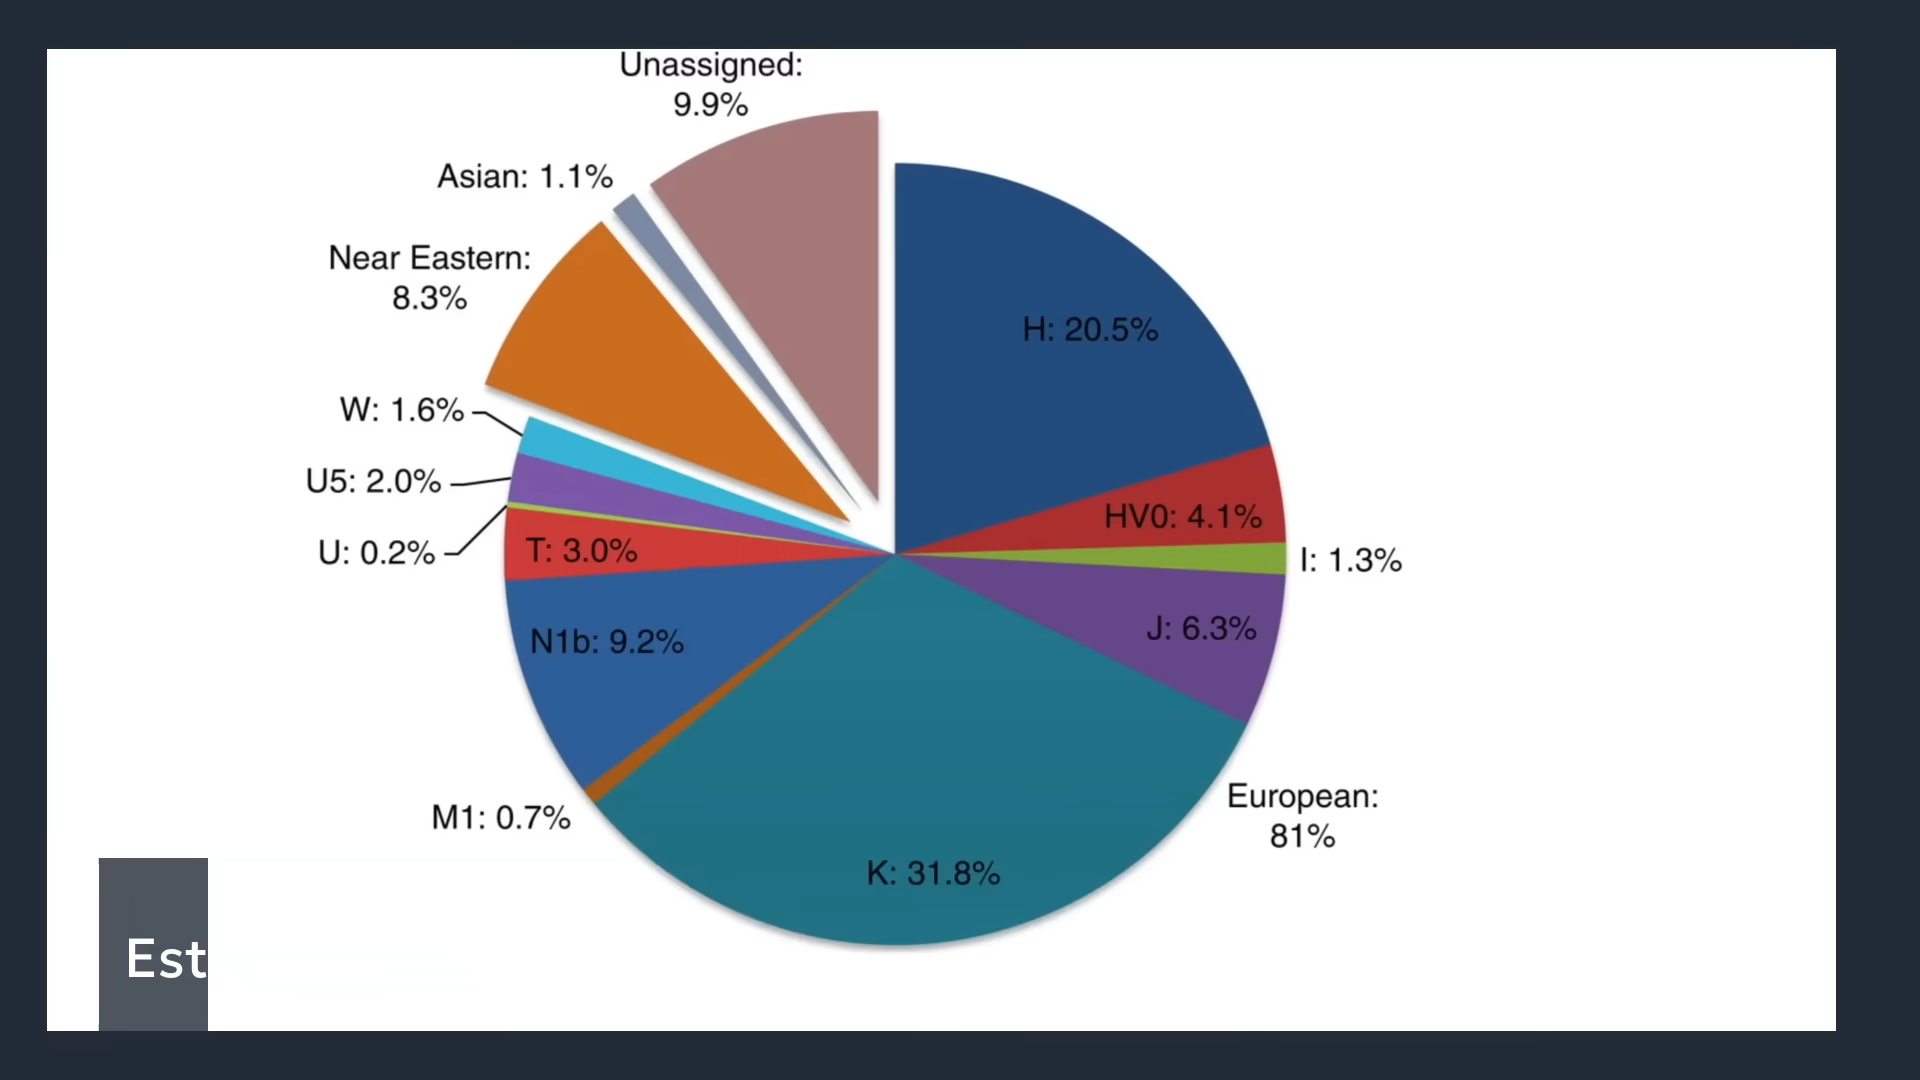 Unassigned:
9.9%
Asian: 1.1%
Near Eastern:
8.3%
H: 20.5%
W: 1.6%
U5: 2.0%
HV0: 4.1%
U: 0.2%
T: 3.0%
I: 1.3%
N1b: 9.2%
J: 6.3%
M1: 0.7%
European:
81%
K: 31.8%
Est